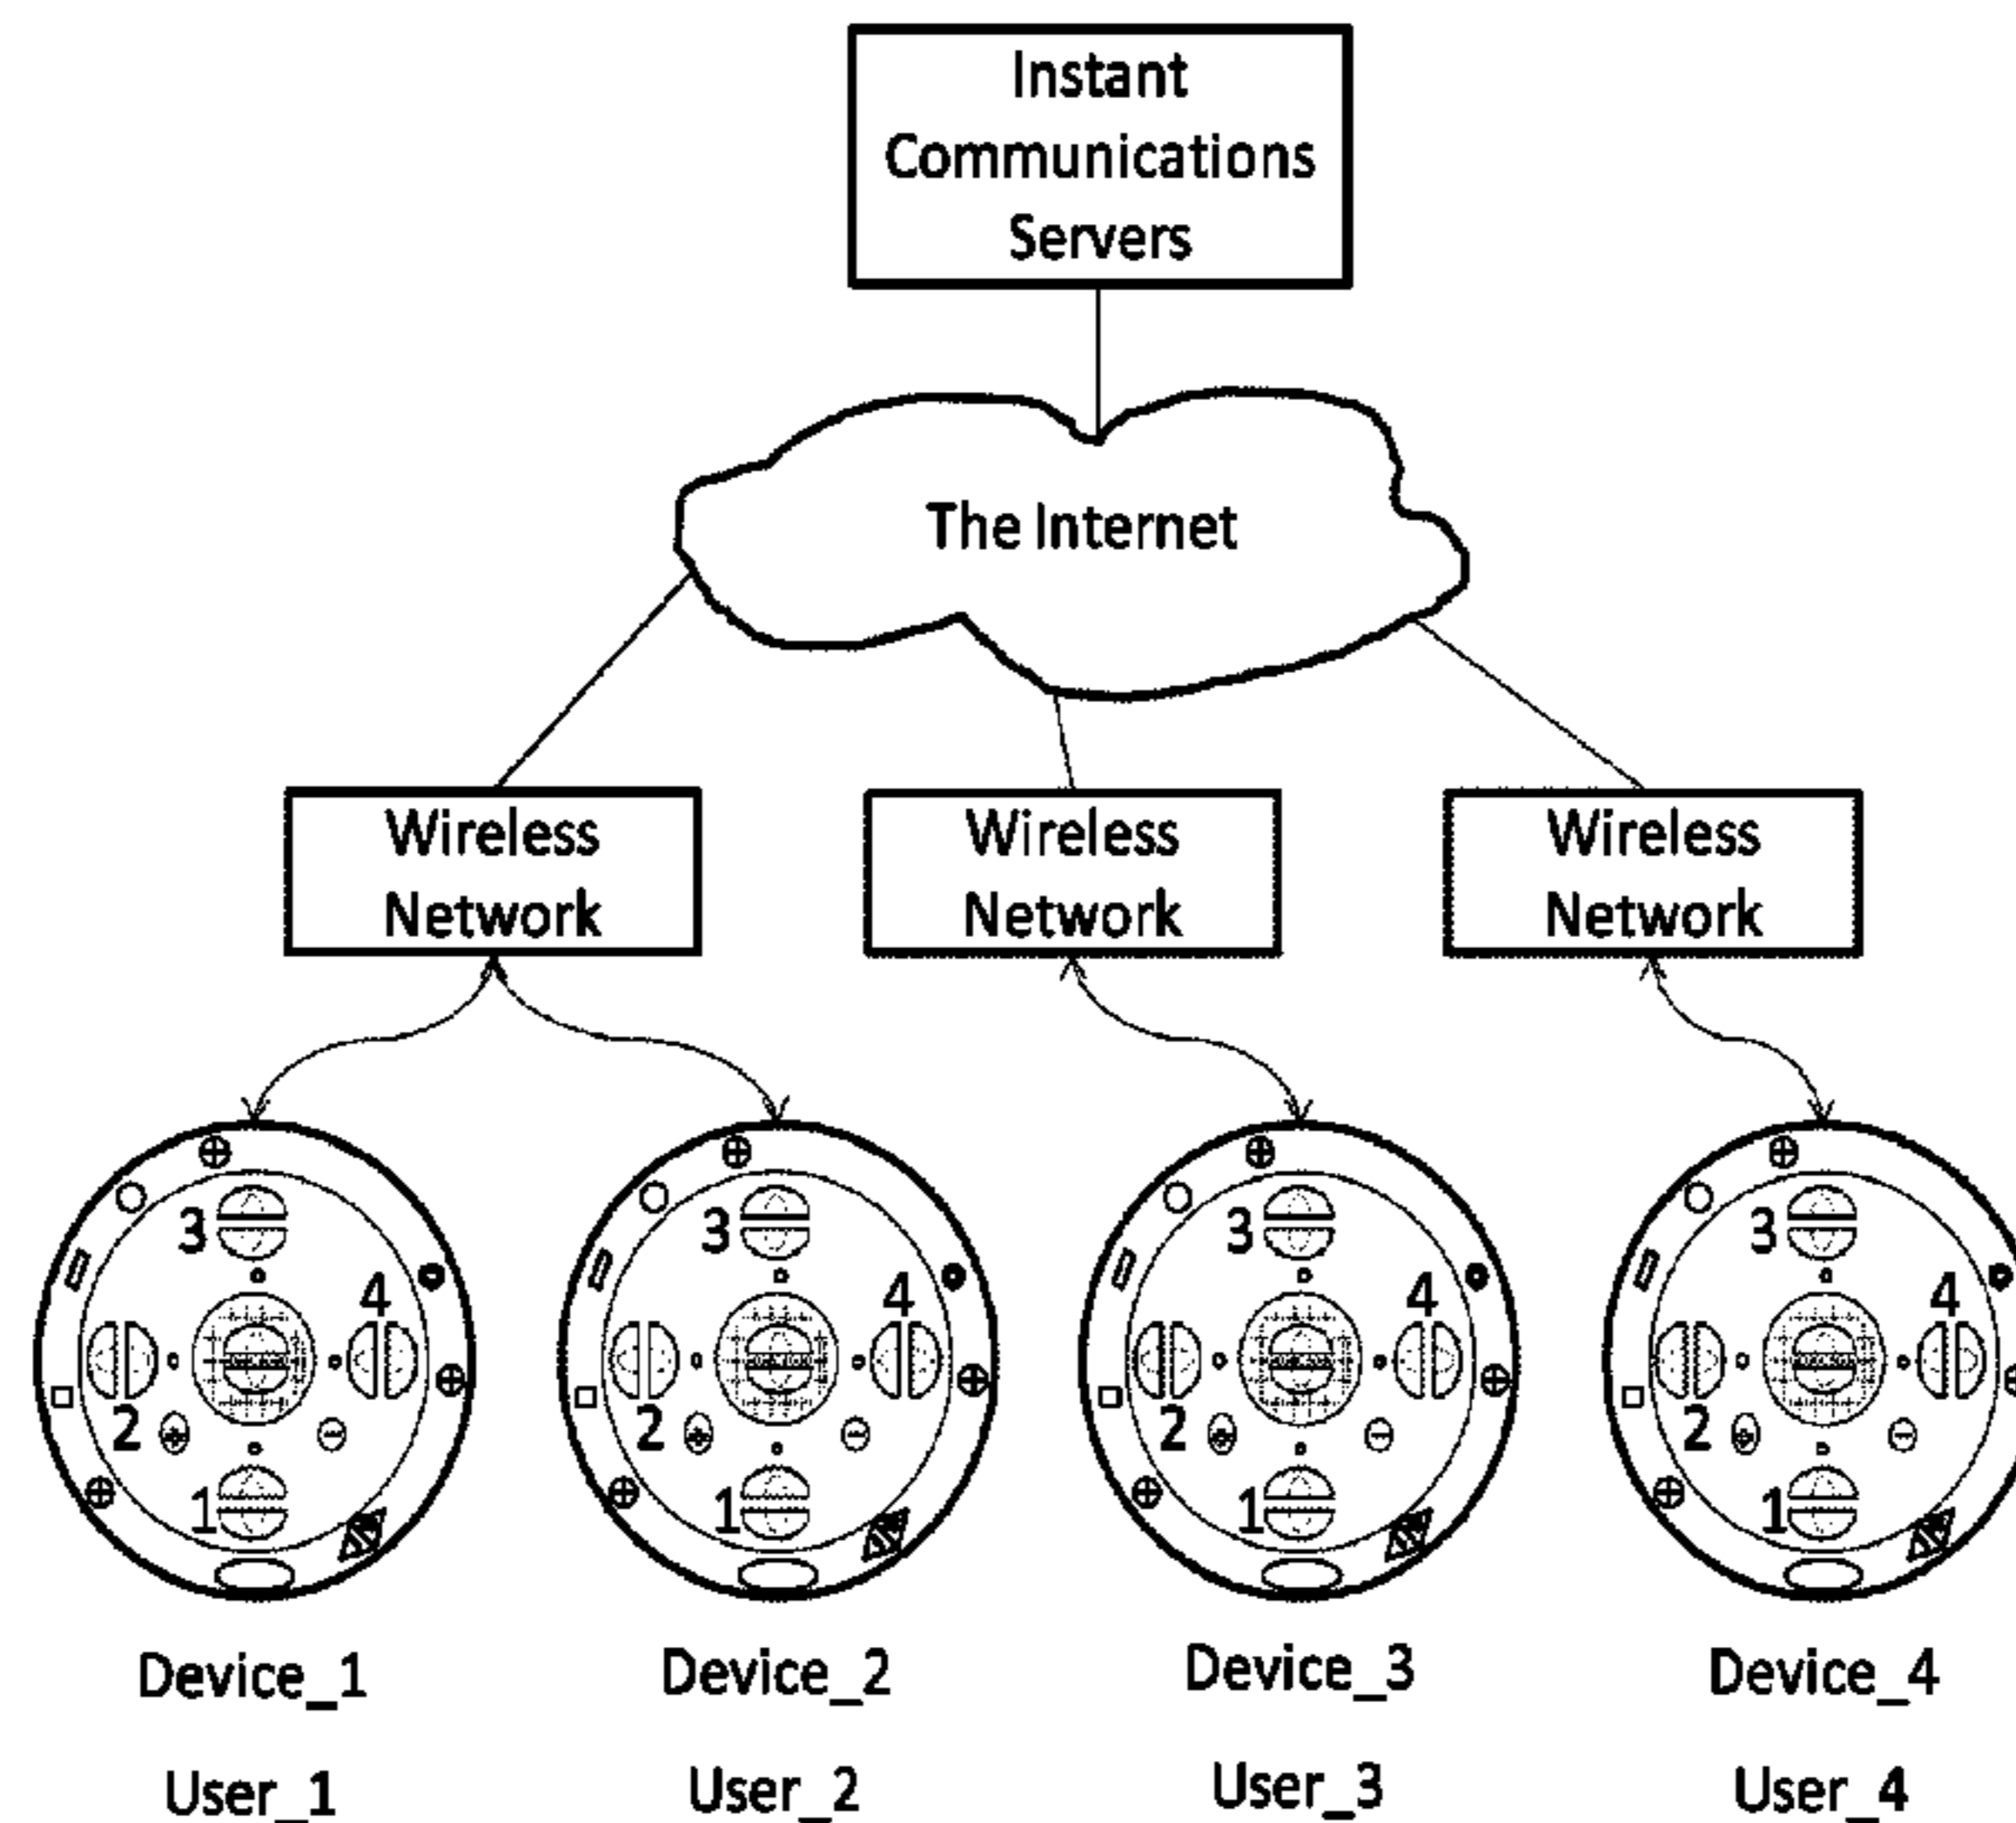 Instant
Communications
Servers
The Internet
Wireless
Network
Wireless
Network
Wireless
Network
3
4
2
1
3
4
2
1
3
4
2
1
3
4
2
1
Device_1
Device_2
Device_3
Device_4
User_1
User_2
User_3
User_4